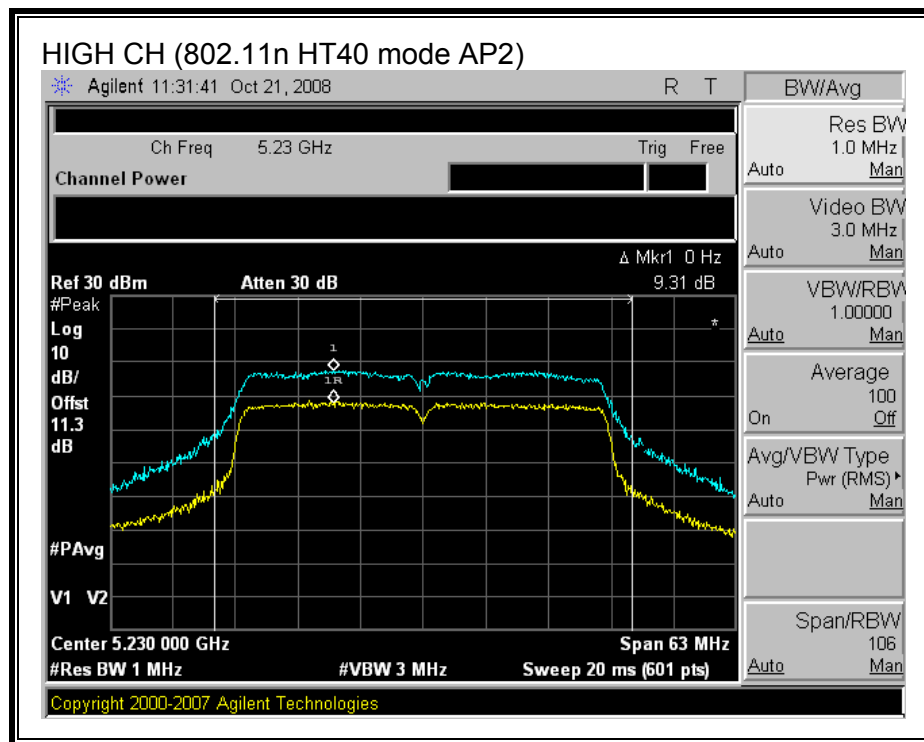 HIGH CH (802.11n HT40 mode AP2)
Agilent 11:31:41 Oct 21, 2008 R T
BW/Avg
Ch Freq 5.23 GHz Trig Free
Channel Power
Res BW
1.0 MHz
Auto Man
Video BW
3.0 MHz
Auto Man
Δ Mkr1 0 Hz
Ref 30 dBm Atten 30 dB 9.31 dB
#Peak
Log
10
dB/
Offst
11.3
dB
#PAvg
V1 V2
1
1R
*
VBW/RBW
1.00000
Auto Man
Average
100
On Off
Avg/VBW Type
Pwr (RMS)
Auto Man
Span/RBW
106
Auto Man
Center 5.230 000 GHz Span 63 MHz
#Res BW 1 MHz #VBW 3 MHz Sweep 20 ms (601 pts)
Copyright 2000-2007 Agilent Technologies